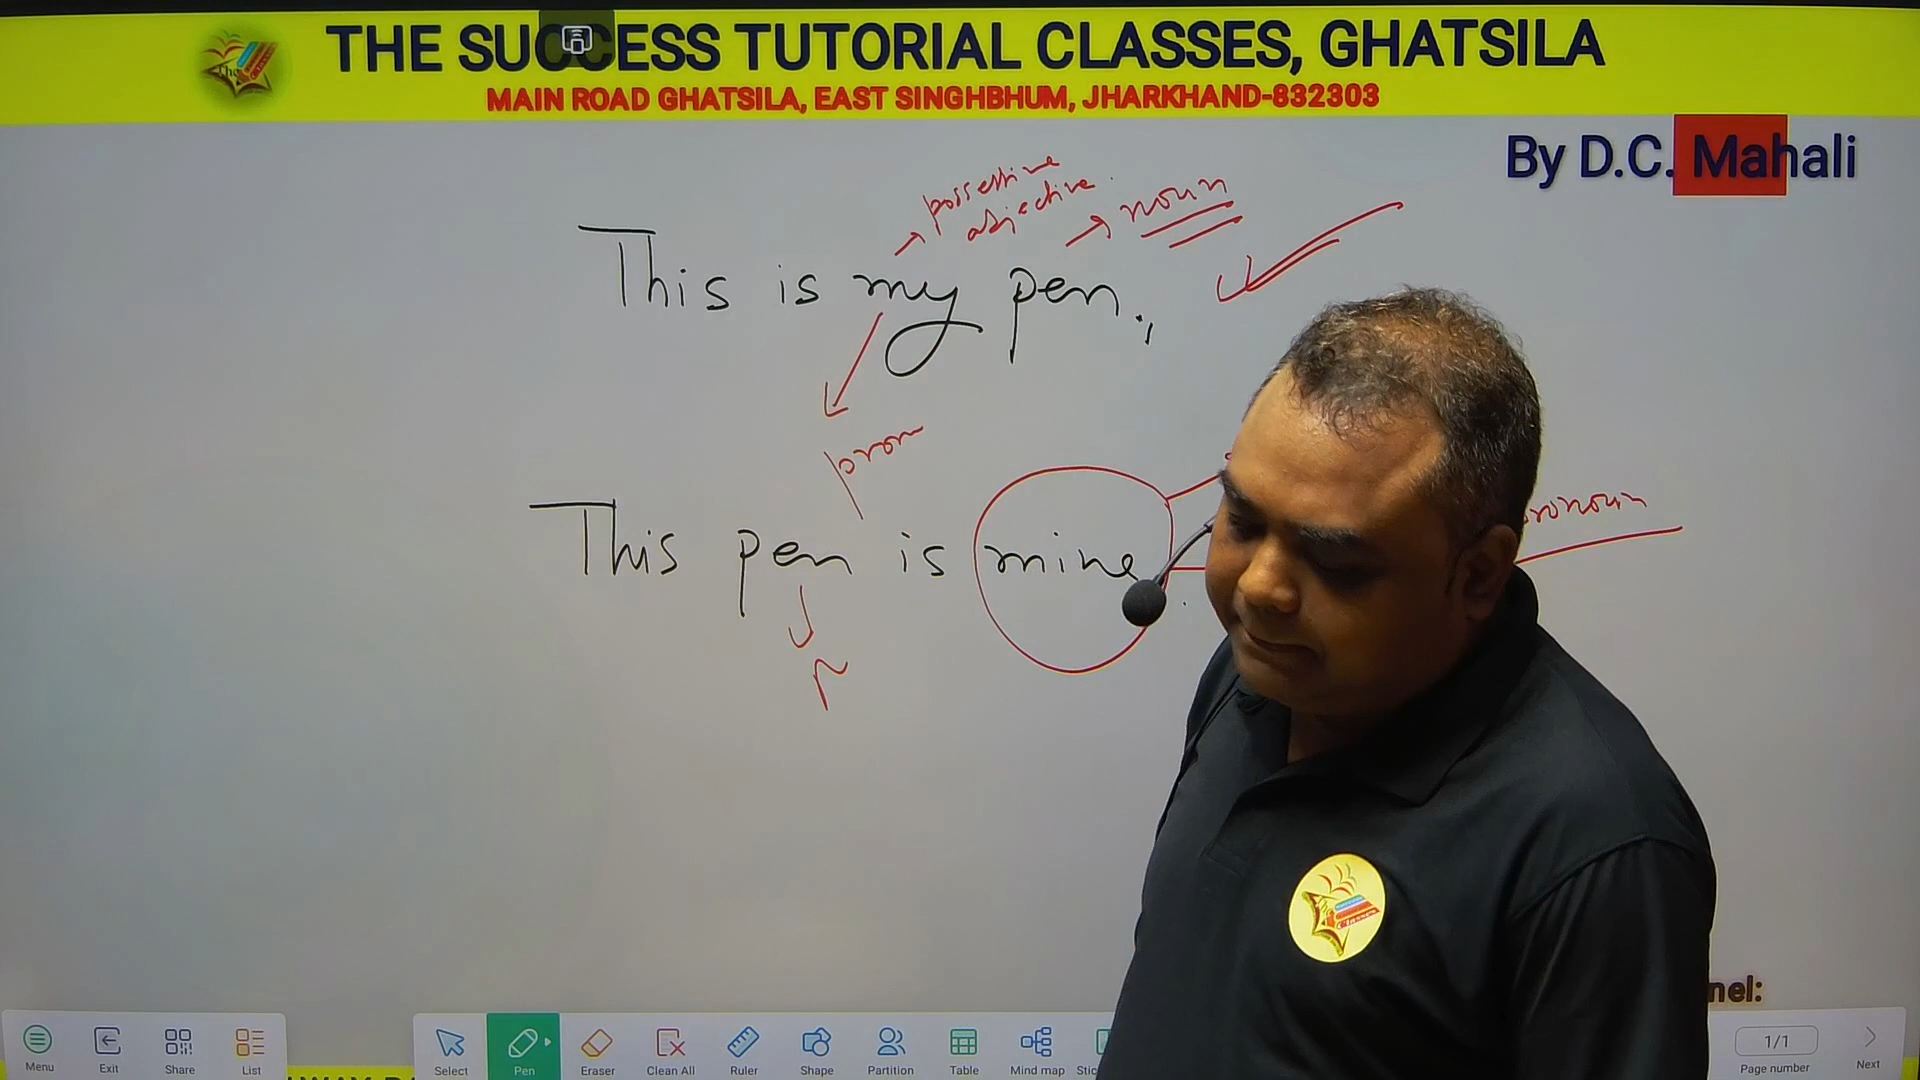 THE SUCCESS TUTORIAL CLASSES, GHATSILA
MAIN ROAD GHATSILA, EAST SINGHBHUM, JHARKHAND-832303
By D.C. Mahali
possessive
adjective
noun
This is my pen.,
pron
This pen is mine
pronoun
nel:
Menu Exit Share List Select Pen Eraser Clean All Ruler Shape Partition Table Mind map 1/1 Page number Next